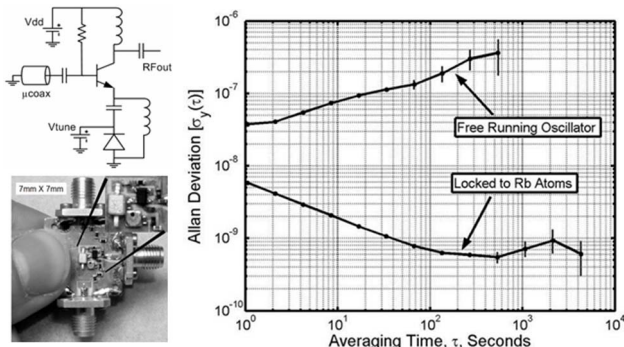 Vdd
RFout
μcoax
Vtune
7mm X 7mm
Allan Deviation [σy(τ)]
10-6
10-7
10-8
10-9
10-10
Free Running Oscillator
Locked to Rb Atoms
100
101
102
103
104
Averaging Time, τ, Seconds